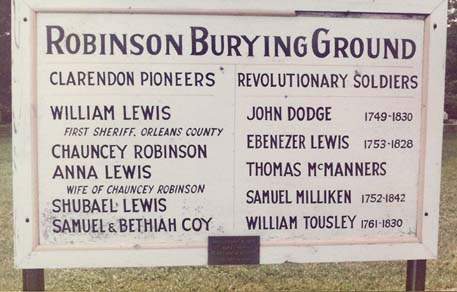 ROBINSON BURYING GROUND
CLARENDON PIONEERS
WILLIAM LEWIS
FIRST SHERIFF, ORLEANS COUNTY
CHAUNCEY ROBINSON
ANNA LEWIS
WIFE OF CHAUNCEY ROBINSON
SHUBAEL LEWIS
SAMUEL & BETHIAH COY
REVOLUTIONARY SOLDIERS
JOHN DODGE 1749-1830
EBENEZER LEWIS 1753-1828
THOMAS MCMANNERS
SAMUEL MILLIKEN 1752-1842
WILLIAM TOUSLEY 1761-1830